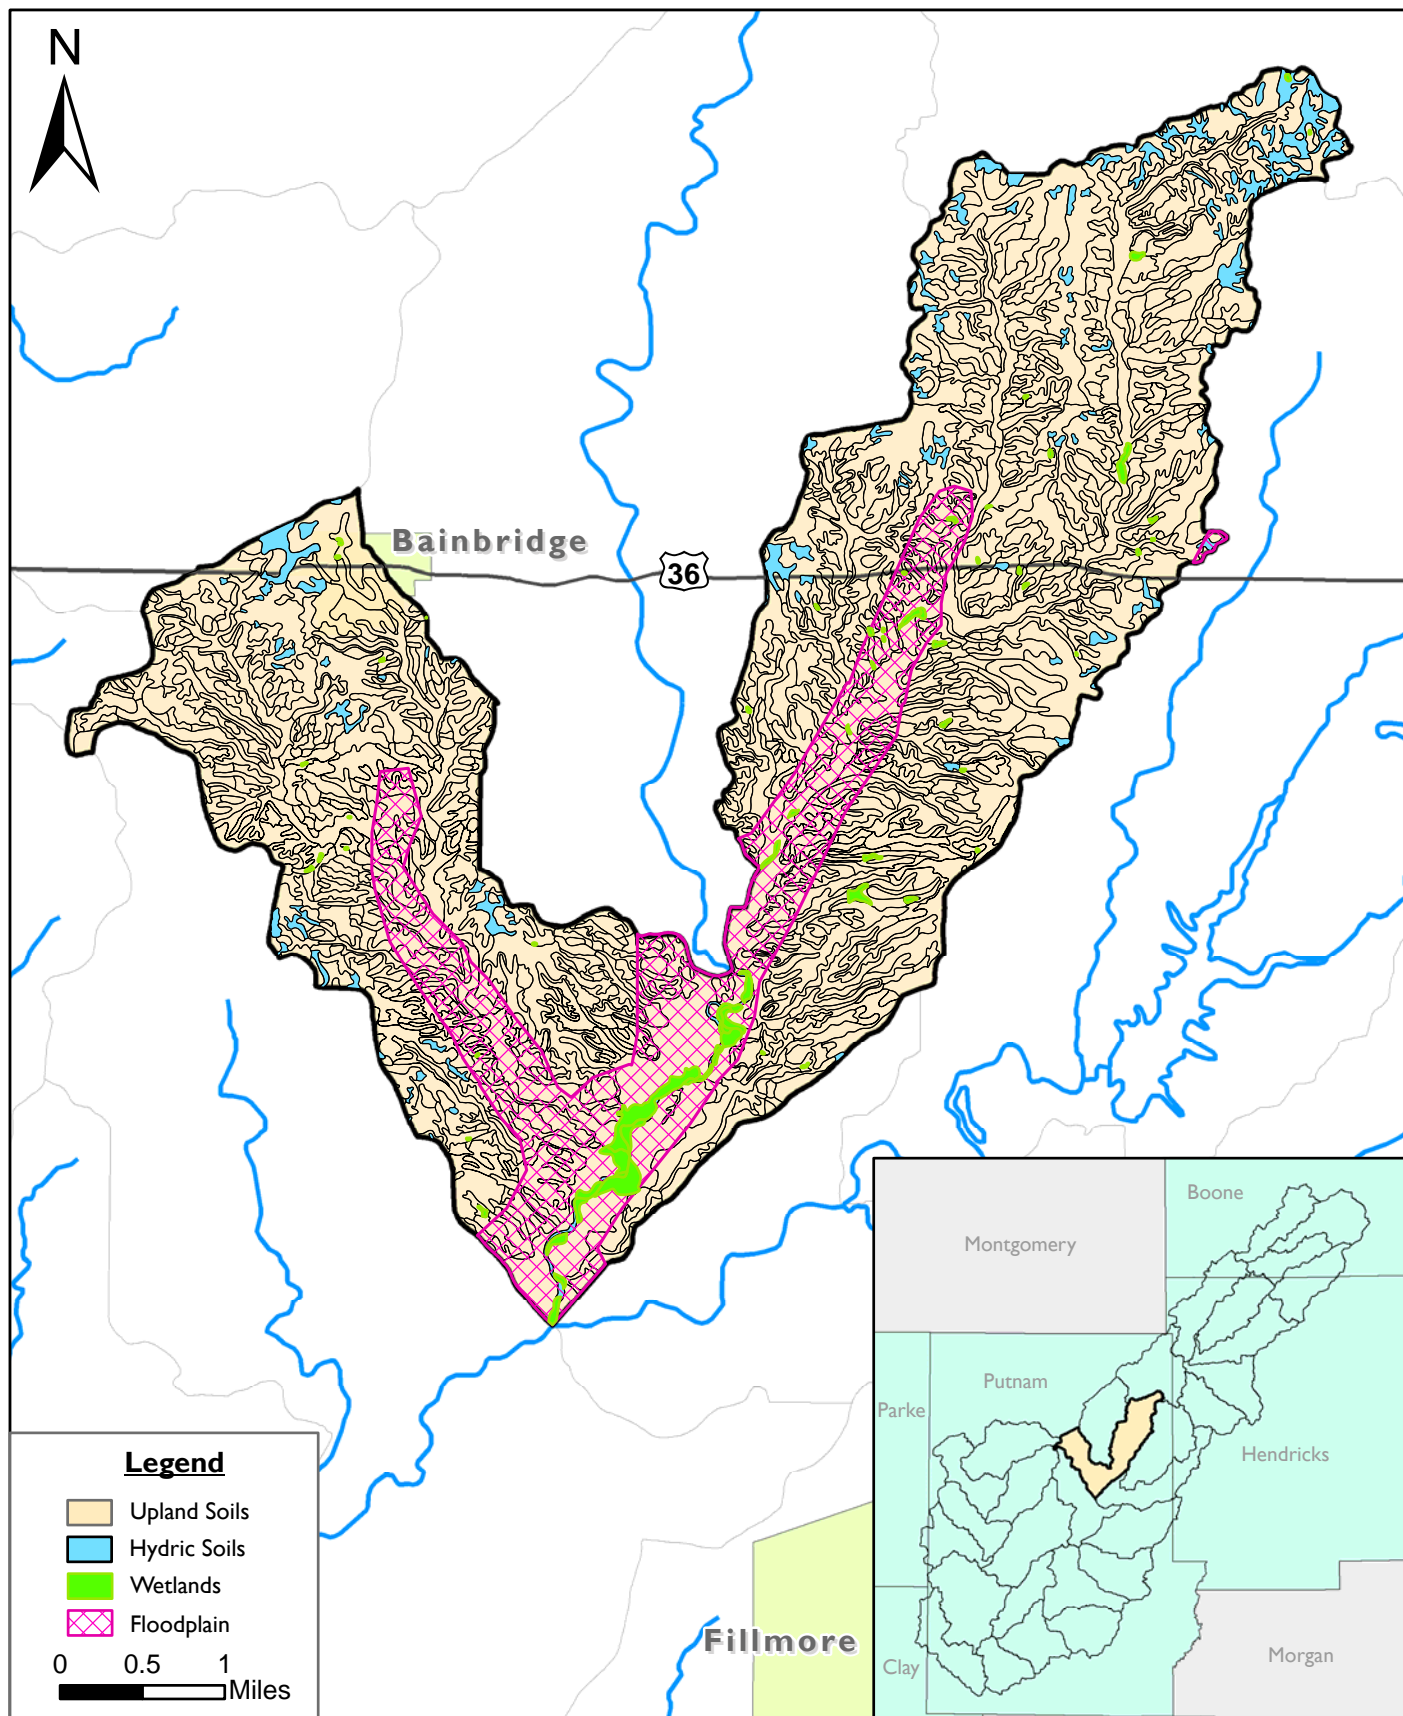 N
Bainbridge
36
Boone
Montgomery
Putnam
Parke
Hendricks
Legend
Upland Soils
Hydric Soils
Wetlands
Floodplain
Fillmore
Morgan
Clay
0 0.5 1
Miles